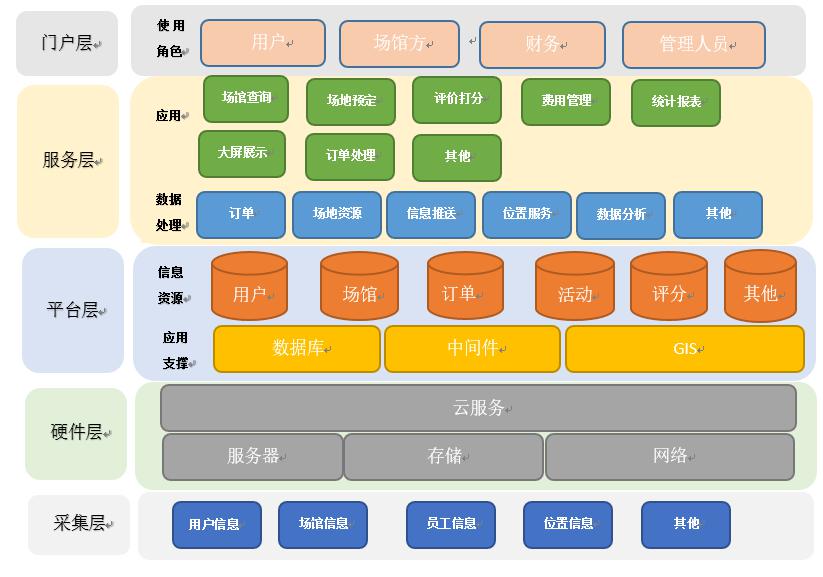 门户层
使用
角色
用户
场馆方
财务
管理人员
服务层
应用
场馆查询
场地预定
评价打分
费用管理
统计报表
大屏展示
订单处理
其他
数据
处理
订单
场地资源
信息推送
位置服务
数据分析
其他
平台层
信息
资源
用户
场馆
订单
活动
评分
其他
应用
支撑
数据库
中间件
GIS
硬件层
云服务
服务器
存储
网络
采集层
用户信息
场馆信息
员工信息
位置信息
其他